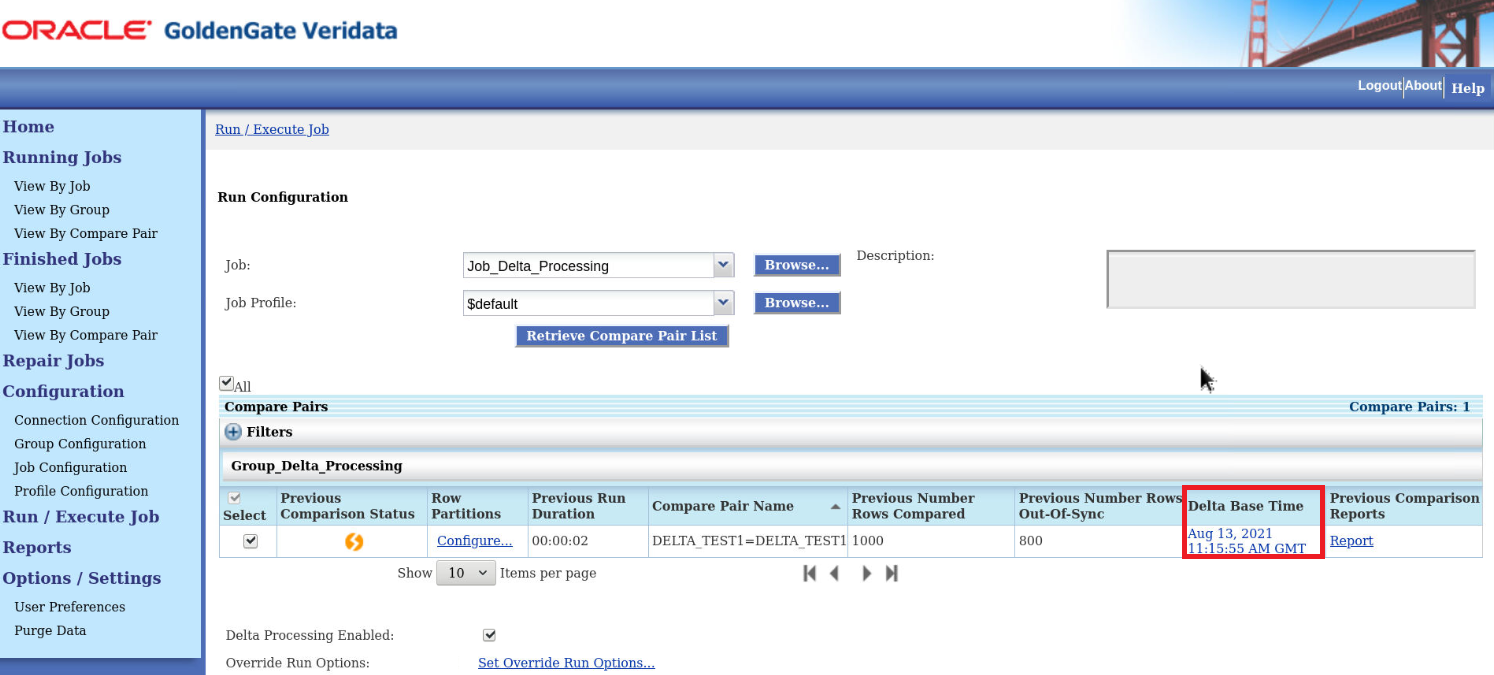 ORACLE GoldenGate Veridata
Logout About Help
Home
Running Jobs
View By Job
View By Group
View By Compare Pair
Finished Jobs
View By Job
View By Group
View By Compare Pair
Repair Jobs
Configuration
Connection Configuration
Group Configuration
Job Configuration
Profile Configuration
Run / Execute Job
Reports
Options / Settings
User Preferences
Purge Data
Run / Execute Job
Run Configuration
Job: Job_Delta_Processing Browse... Description:
Job Profile: $default Browse...
Retrieve Compare Pair List
All
Compare Pairs Compare Pairs: 1
Filters
Group_Delta_Processing
Select
Previous
Comparison Status
Row
Partitions
Previous Run
Duration
Compare Pair Name
Previous Number
Rows Compared
Previous Number Rows
Out-Of-Sync
Delta Base Time
Previous Comparison
Reports
Configure... 00:00:02 DELTA_TEST1=DELTA_TEST1 1000 800
Aug 13, 2021
11:15:55 AM GMT
Report
Show 10 Items per page
Delta Processing Enabled:
Override Run Options: Set Override Run Options...